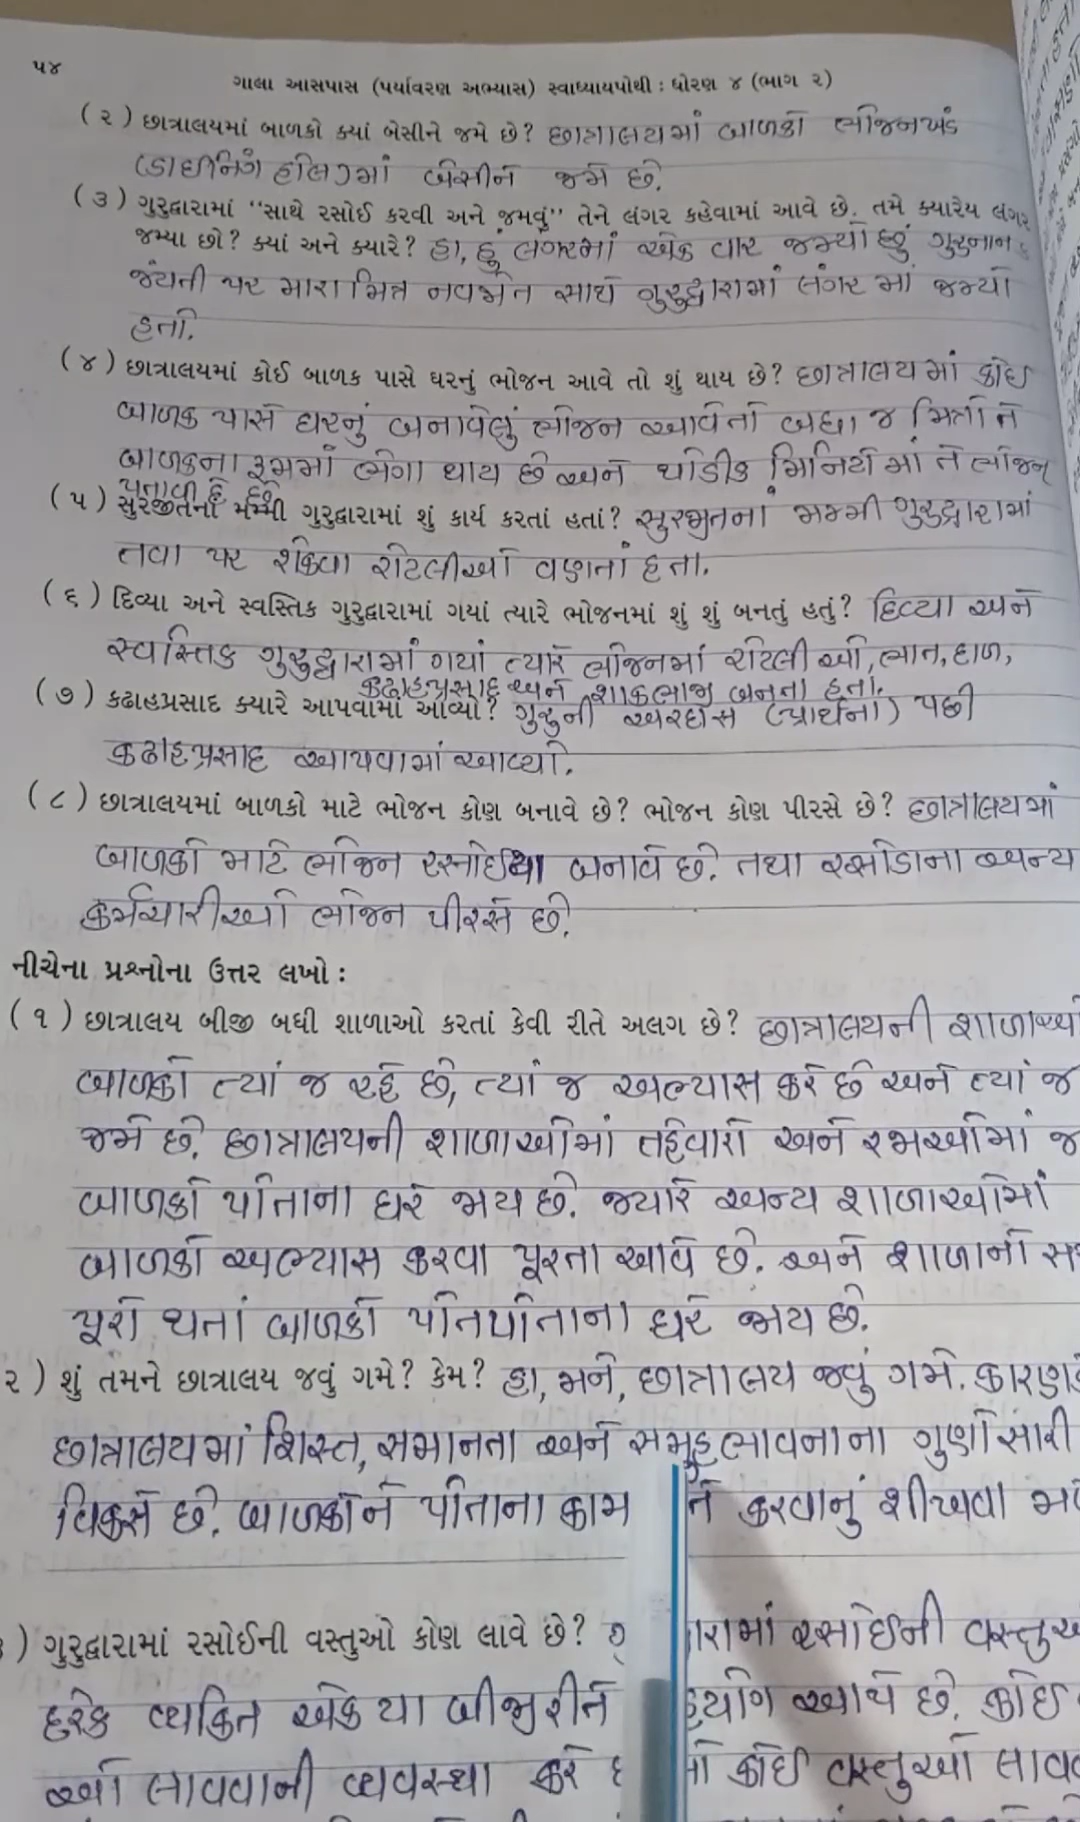 ૫૪
ગાલા આસપાસ (પર્યાવરણ અભ્યાસ) સ્વાધ્યાયપોથી : ધોરણ ૪ (ભાગ ૨)
(૨) છાત્રાલયમાં બાળકો ક્યાં બેસીને જમે છે? છાત્રાલયમાં બાળકો ભોજનખંડ
(ડાઈનિંગ હૉલ)માં બેસીને જમે છે.
(૩) ગુરુદ્વારામાં "સાથે રસોઈ કરવી અને જમવું" તેને લંગર કહેવામાં આવે છે. તમે ક્યારેય લંગર
જમ્યા છો? ક્યાં અને ક્યારે? હા, હું લંગરમાં એક વાર જમ્યો છું ગુરુનાનક
જયંતી પર મારા મિત્ર નવજીત સાથે ગુરુદ્વારામાં લંગર માં જમ્યો
હતો.
(૪) છાત્રાલયમાં કોઈ બાળક પાસે ઘરનું ભોજન આવે તો શું થાય છે? છાત્રાલયમાં કોઈ
બાળક પાસે ઘરનું બનાવેલું ભોજન આવેતો બધા જ મિત્રો તે
બાળકના રૂમમાં ભેગા થાય છે અને થોડીક મિનિટોમાં તે ભોજન
પતાવી દે છે.
(૫) સુરજીતનાં મમ્મી ગુરુદ્વારામાં શું કાર્ય કરતાં હતાં? સુરજીતનાં મમ્મી ગુરુદ્વારામાં
તવા પર શેકેવા રોટલીઓ વણતાં હતા.
(૬) દિવ્યા અને સ્વસ્તિક ગુરુદ્વારામાં ગયાં ત્યારે ભોજનમાં શું શું બનતું હતું? દિવ્યા અને
સ્વસ્તિક ગુરુદ્વારામાં ગયાં ત્યારે ભોજનમાં રોટલીઓ, ભાત, દાળ,
કઢાહપ્રસાદ અને શાકભાજી બનતા હતા.
(૭) કઢાહપ્રસાદ ક્યારે આપવામાં આવ્યો? ગુરુની અરદાસ (પ્રાર્થના) પછી
કઢાહપ્રસાદ આપવામાં આવ્યો.
(૮) છાત્રાલયમાં બાળકો માટે ભોજન કોણ બનાવે છે? ભોજન કોણ પીરસે છે? છાત્રાલયમાં
બાળકો માટે ભોજન રસોઈયા બનાવે છે. તથા રસોડાના અન્ય
કર્મચારીઓ ભોજન પીરસે છે.
નીચેના પ્રશ્નોના ઉત્તર લખો :
(૧) છાત્રાલય બીજી બધી શાળાઓ કરતાં કેવી રીતે અલગ છે? છાત્રાલયની શાળાઓ
બાળકો ત્યાં જ રહે છે, ત્યાં જ અભ્યાસ કરે છે અને ત્યાં જ
જમે છે. છાત્રાલયની શાળાઓમાં તહેવારો અને રજાઓમાં જ
બાળકો પોતાના ઘરે જાય છે. જ્યારે અન્ય શાળાઓમાં
બાળકો અભ્યાસ કરવા પૂરતા આવે છે. અને શાળાનો
પૂરો થતાં બાળકો પોતપોતાના ઘરે જાય છે.
૨) શું તમને છાત્રાલય જવું ગમે? કેમ? હા, મને, છાત્રાલય જવું ગમે. કારણકે
છાત્રાલયમાં શિસ્ત, સમાનતા અને સમુહભાવનાના ગુણો સારી
વિકસે છે. બાળકોને પોતાના કામ તે કરવાનું શીખવા
) ગુરુદ્વારામાં રસોઈની વસ્તુઓ કોણ લાવે છે? રામાં રસોઈની
દરેક વ્યકિત એક યા બીજી રીતે આપે છે. કોઈ
ઓ લાવવાની વ્યવસ્થા કરે કોઈ વસ્તુઓ